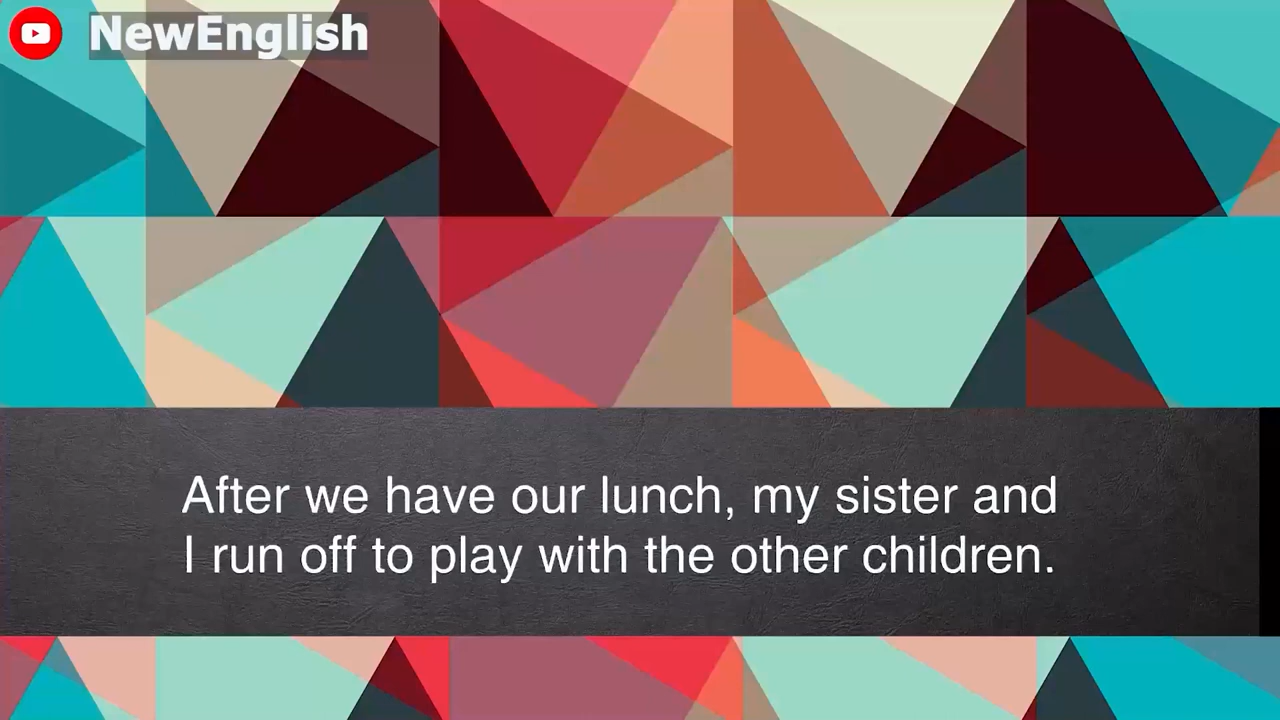 NewEnglish
After we have our lunch, my sister and
I run off to play with the other children.